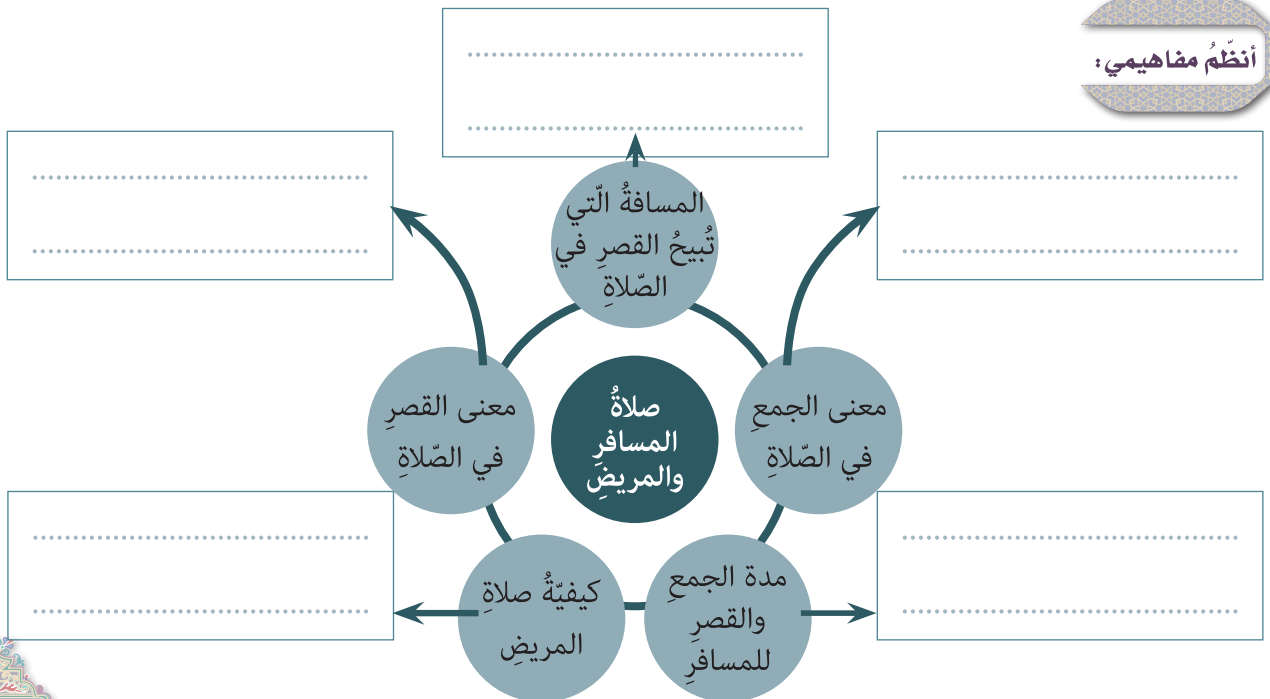 أنظّمُ مفاهيمي:
المسافةُ الّتي
تُبيحُ القصرِ في
الصّلاةِ
معنى الجمعِ
في الصّلاةِ
معنى القصرِ
في الصّلاةِ
صلاةُ
المسافرِ
والمريضِ
مدة الجمعِ
والقصرِ
للمسافرِ
كيفيّةُ صلاةِ
المريضِ